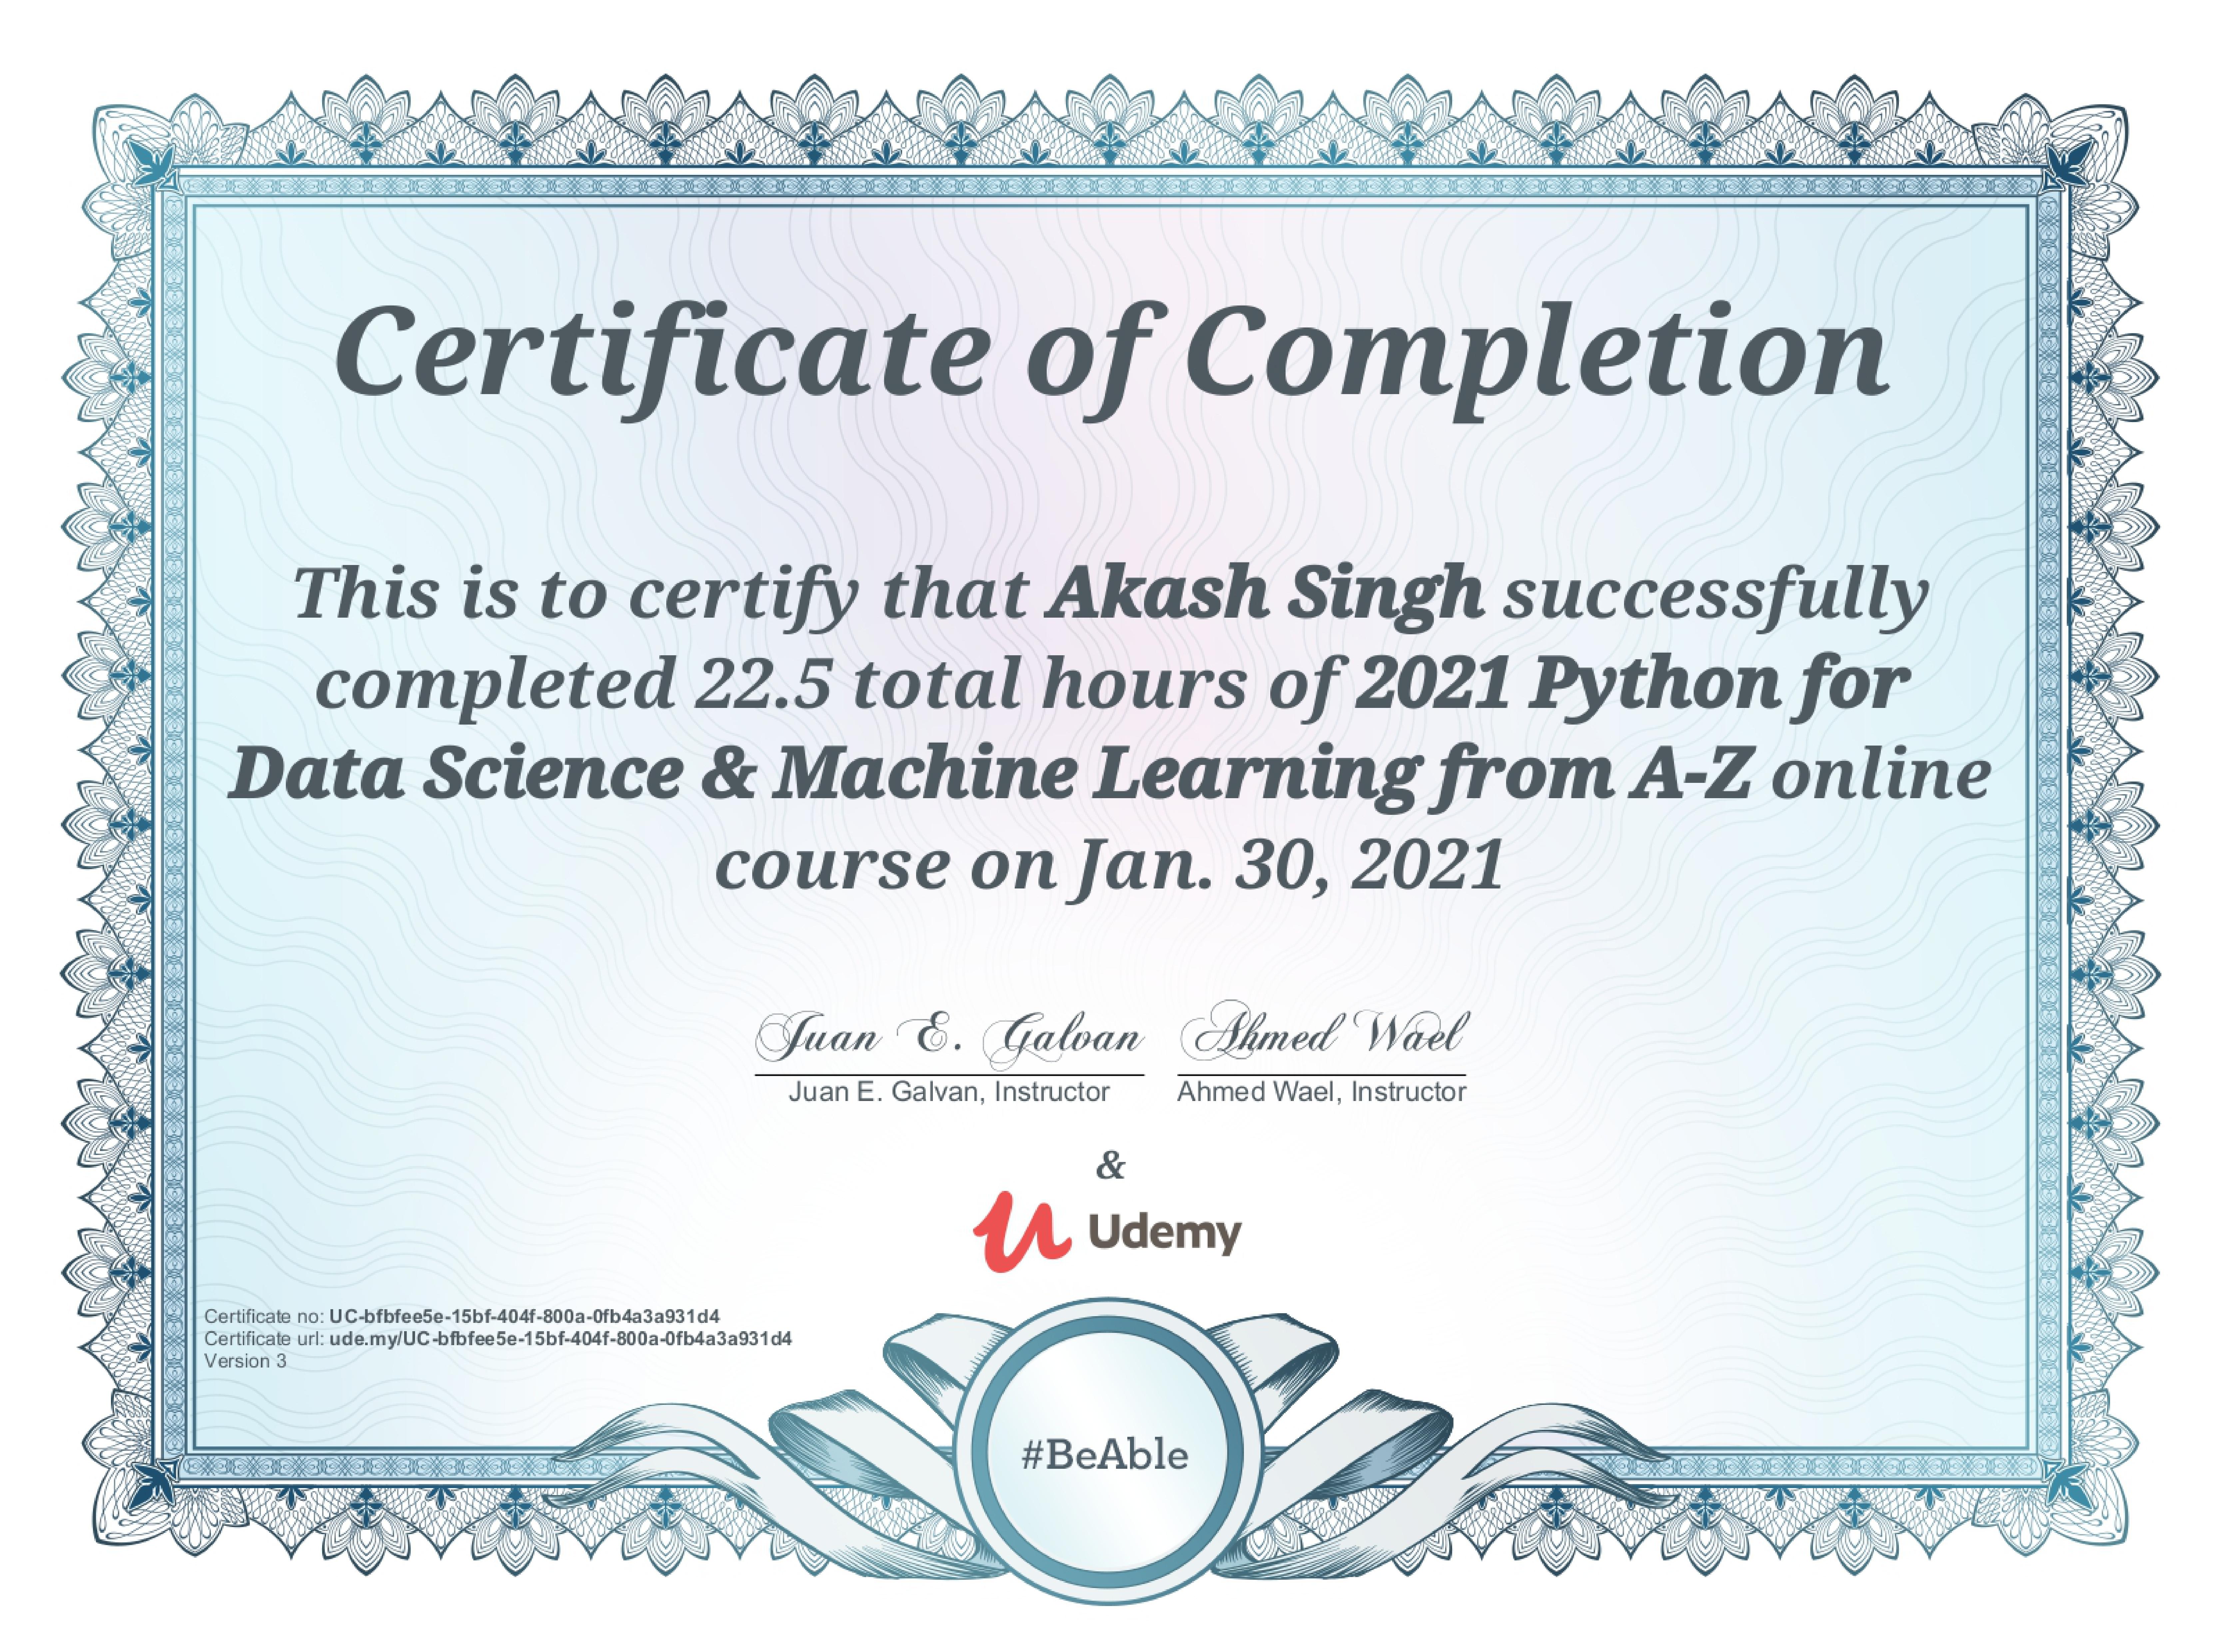 Certificate of Completion
This is to certify that Akash Singh successfully
completed 22.5 total hours of 2021 Python for
Data Science & Machine Learning from A-Z online
course on Jan. 30, 2021
Juan E. Galvan Ahmed Wael
Juan E. Galvan, Instructor Ahmed Wael, Instructor
&
Udemy
Certificate no: UC-bfbfee5e-15bf-404f-800a-0fb4a3a931d4
Certificate url: ude.my/UC-bfbfee5e-15bf-404f-800a-0fb4a3a931d4
Version 3
#BeAble